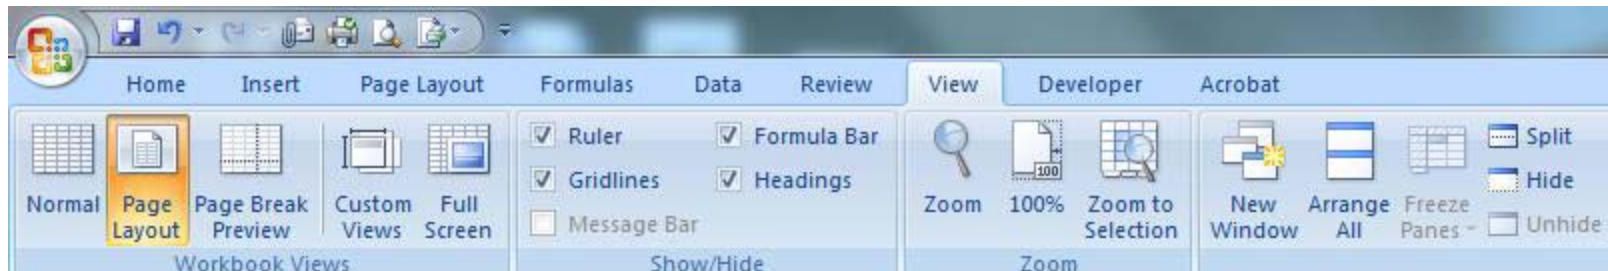 Home Insert Page Layout Formulas Data Review View Developer Acrobat
Normal
Page
Layout
Page Break
Preview
Custom
Views
Full
Screen
Workbook Views
Ruler
Gridlines
Message Bar
Formula Bar
Headings
Show/Hide
Zoom
100
100%
Zoom to
Selection
Zoom
New
Window
Arrange
All
Freeze
Panes
Split
Hide
Unhide